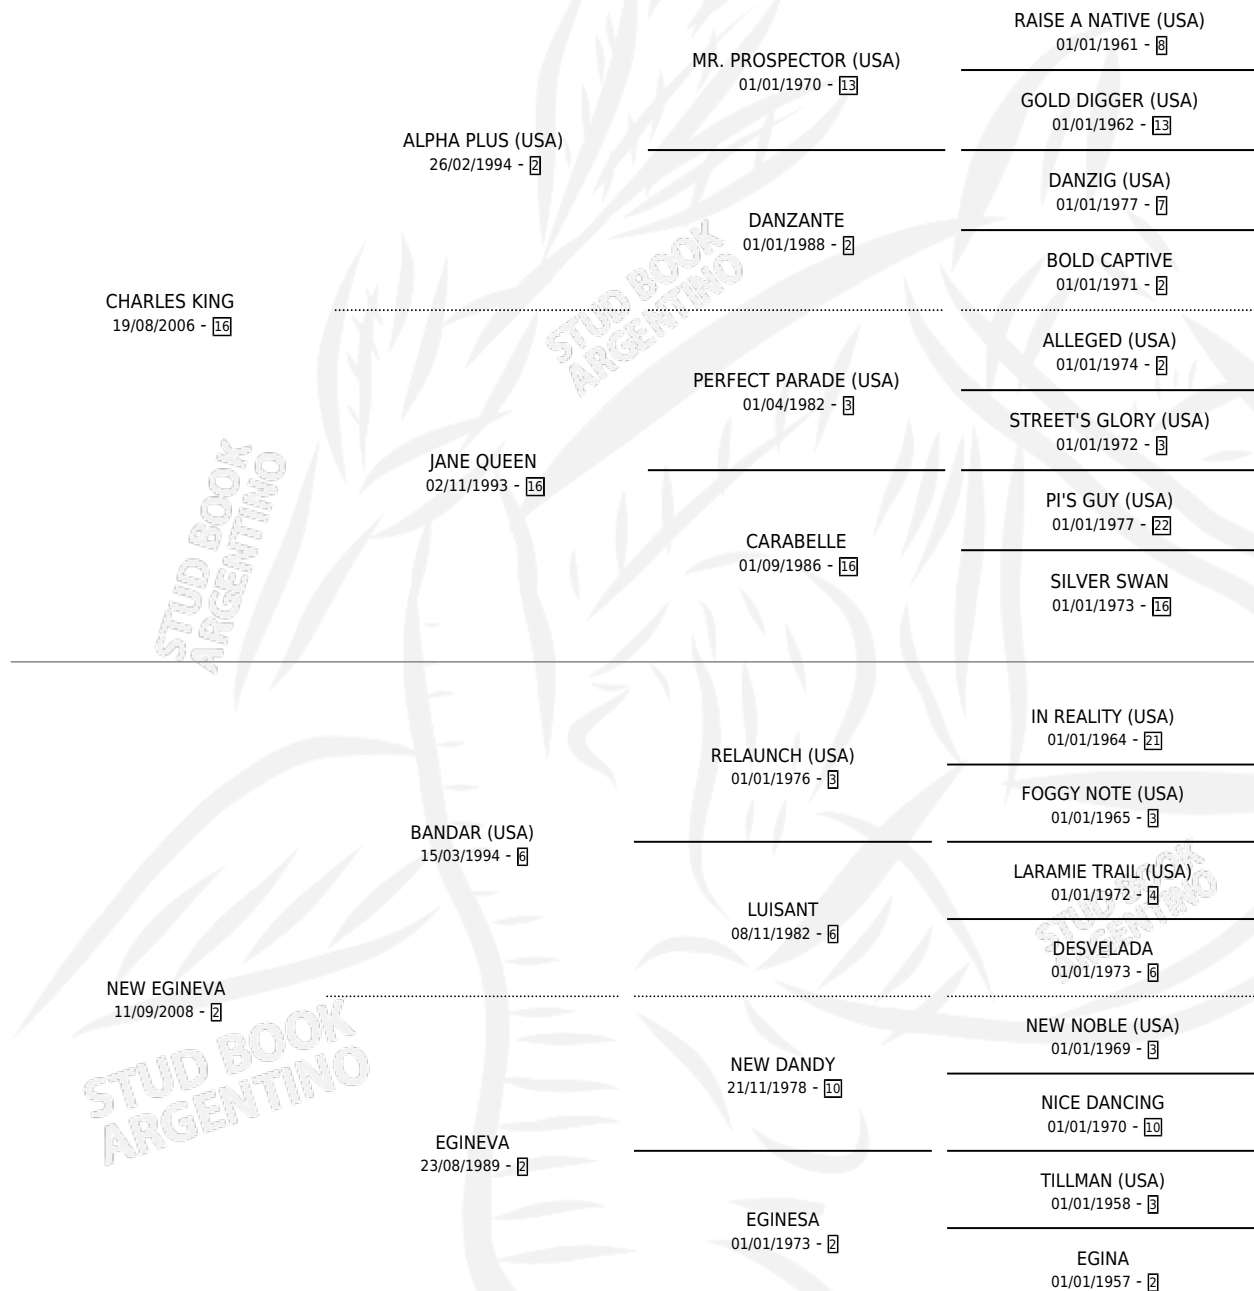 RAISE A NATIVE (USA)
01/01/1961 - 8
MR. PROSPECTOR (USA)
01/01/1970 - 13
GOLD DIGGER (USA)
01/01/1962 - 13
ALPHA PLUS (USA)
26/02/1994 - 2
DANZIG (USA)
01/01/1977 - 7
DANZANTE
01/01/1988 - 2
BOLD CAPTIVE
01/01/1971 - 2
CHARLES KING
19/08/2006 - 16
STUD BOOK
ARGENTINO
ALLEGED (USA)
01/01/1974 - 2
PERFECT PARADE (USA)
01/04/1982 - 3
STREET'S GLORY (USA)
01/01/1972 - 3
JANE QUEEN
02/11/1993 - 16
PI'S GUY (USA)
01/01/1977 - 22
CARABELLE
01/09/1986 - 16
SILVER SWAN
01/01/1973 - 16
STUD BOOK
ARGENTINO
IN REALITY (USA)
01/01/1964 - 21
RELAUNCH (USA)
01/01/1976 - 3
FOGGY NOTE (USA)
01/01/1965 - 3
BANDAR (USA)
15/03/1994 - 6
LARAMIE TRAIL (USA)
01/01/1972 - 4
STUD BOOK
ARGENTINO
LUISANT
08/11/1982 - 6
DESVELADA
01/01/1973 - 6
NEW EGINEVA
11/09/2008 - 2
STUD BOOK
ARGENTINO
NEW NOBLE (USA)
01/01/1969 - 3
NEW DANDY
21/11/1978 - 10
NICE DANCING
01/01/1970 - 10
EGINEVA
23/08/1989 - 2
TILLMAN (USA)
01/01/1958 - 3
EGINESA
01/01/1973 - 2
EGINA
01/01/1957 - 2